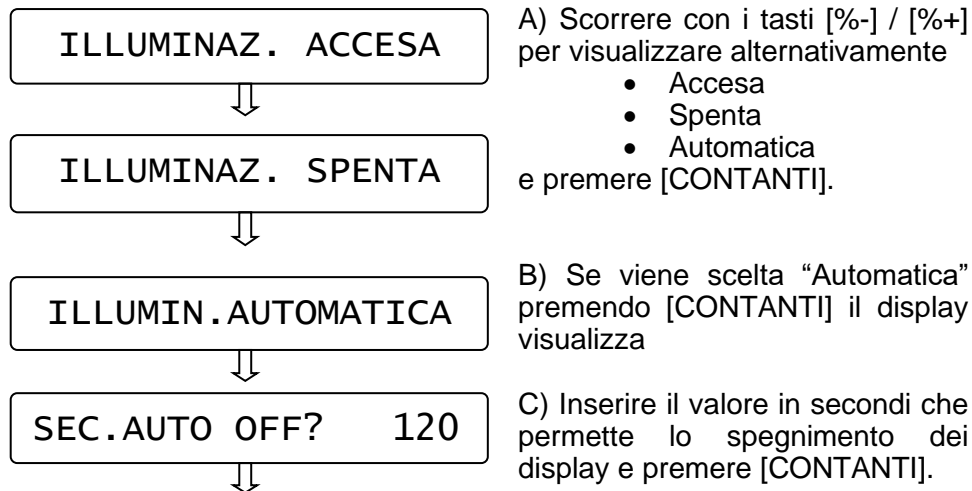 ILLUMINAZ. ACCESA
A) Scorrere con i tasti [%-] / [%+]
per visualizzare alternativamente
• Accesa
• Spenta
• Automatica
e premere [CONTANTI].
ILLUMINAZ. SPENTA
ILLUMIN.AUTOMATICA
B) Se viene scelta “Automatica”
premendo [CONTANTI] il display
visualizza
SEC.AUTO OFF? 120
C) Inserire il valore in secondi che
permette lo spegnimento dei
display e premere [CONTANTI].